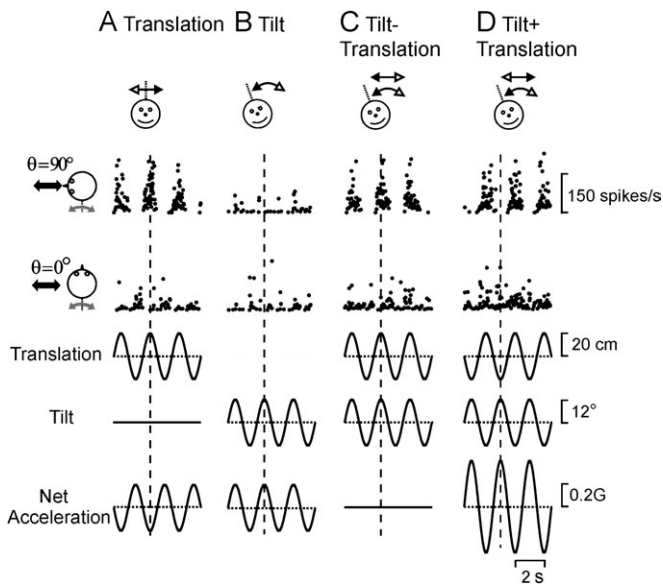 A Translation
B Tilt
C Tilt-
Translation
D Tilt+
Translation
θ=90°
150 spikes/s
θ=0°
Translation
20 cm
Tilt
12°
Net
Acceleration
0.2G
2 s